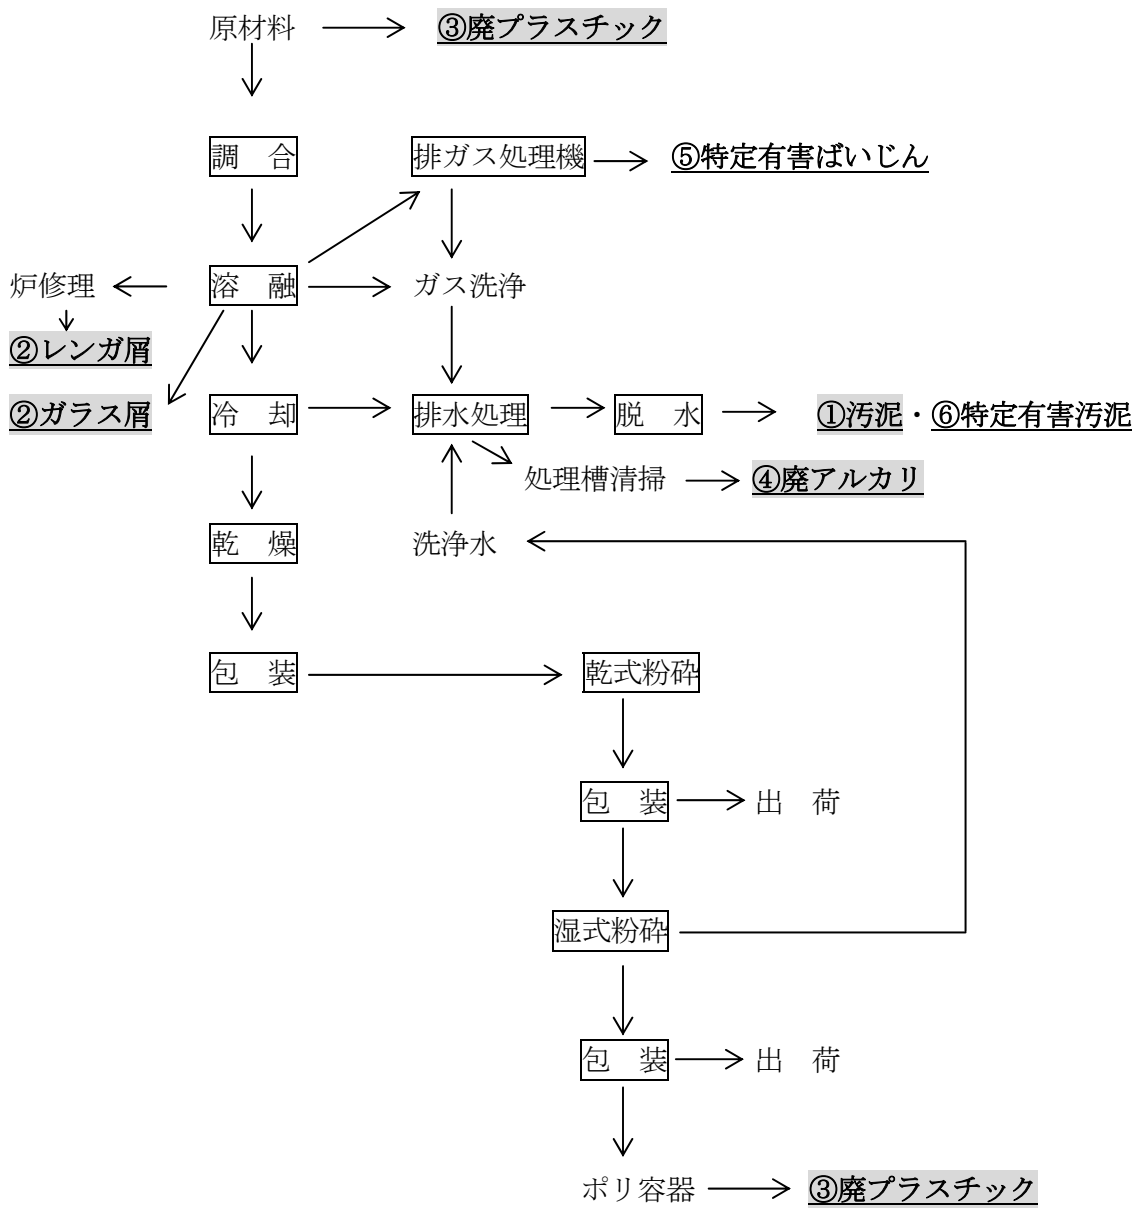 原材料 ③廃プラスチック
調　合 排ガス処理機 ⑤特定有害ばいじん
炉修理 溶　融 ガス洗浄
②レンガ屑
②ガラス屑 冷　却 排水処理 脱　水 ①汚泥・⑥特定有害汚泥
処理槽清掃 ④廃アルカリ
乾　燥 洗浄水
包　装 乾式粉砕
包　装 出　荷
湿式粉砕
包　装 出　荷
ポリ容器 ③廃プラスチック